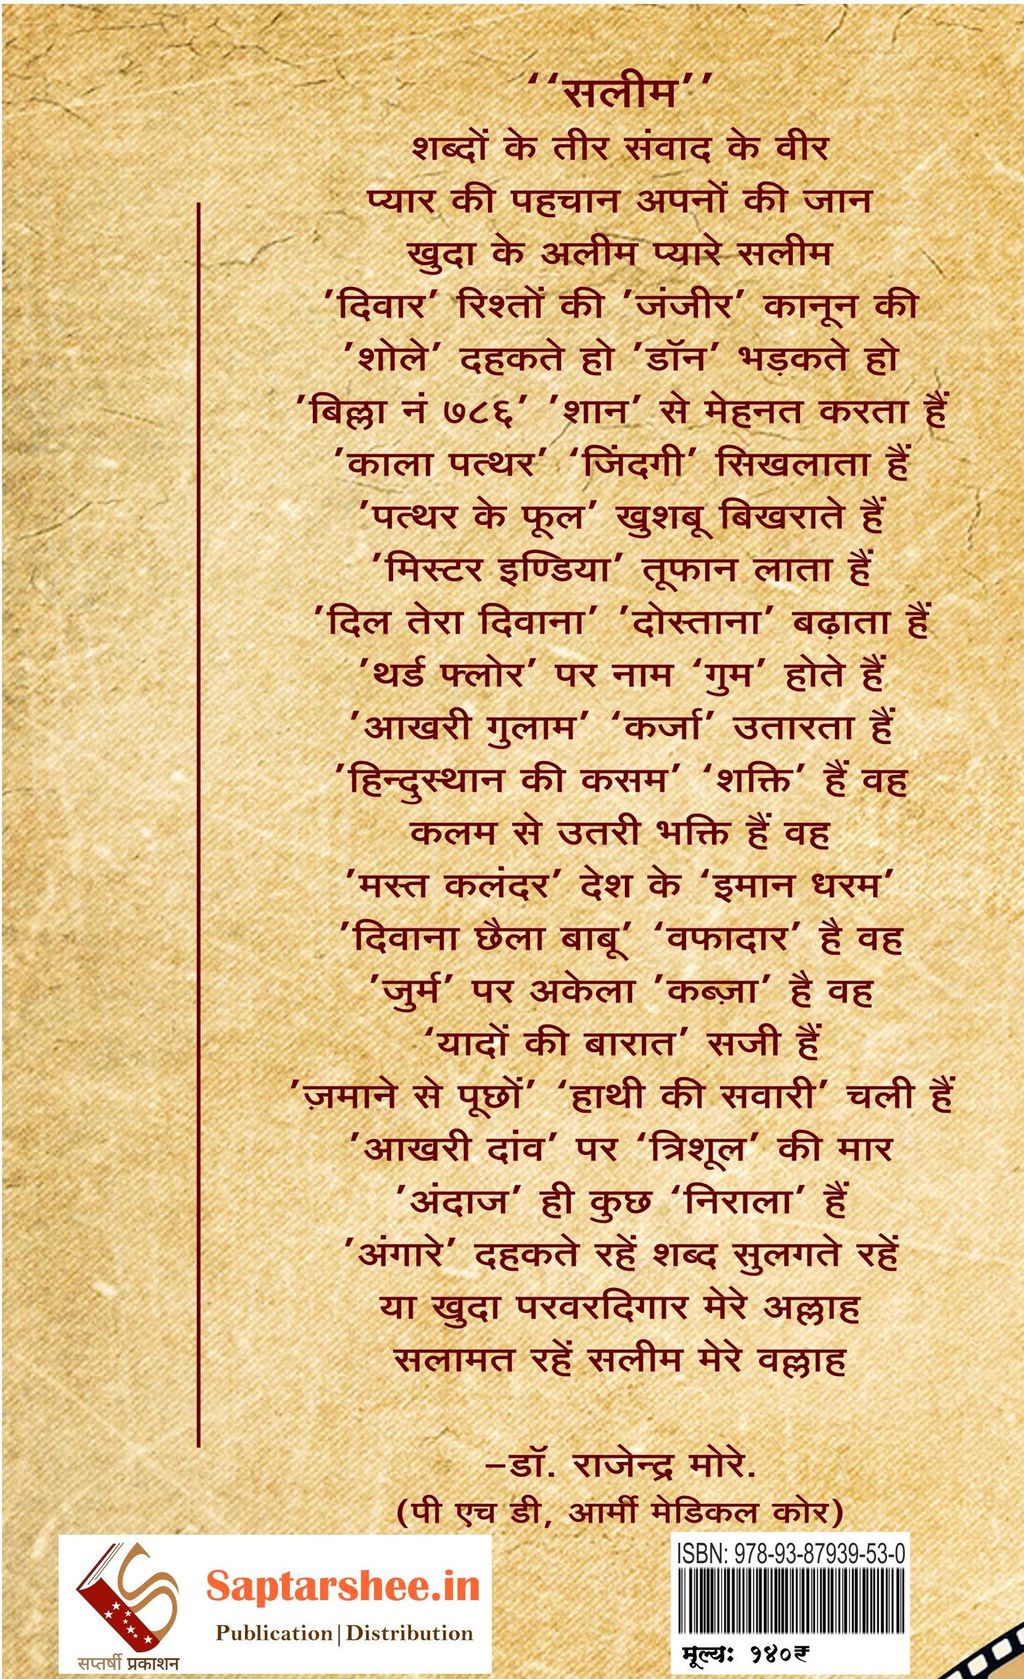 ‘‘सलीम’’
शब्दों के तीर संवाद के वीर
प्यार की पहचान अपनों की जान
खुदा के अलीम प्यारे सलीम
’दिवार’ रिश्तों की ’जंजीर’ कानून की
’शोले’ दहकते हो ’डॉन’ भड़कते हो
’बिल्ला नं ७८६’ ’शान’ से मेहनत करता हैं
’काला पत्थर’ ‘जिंदगी’ सिखलाता हैं
’पत्थर के फूल’ खुशबू बिखराते हैं
’मिस्टर इण्डिया’ तूफान लाता हैं
’दिल तेरा दिवाना’ ’दोस्ताना’ बढ़ाता हैं
’थर्ड फ्लोर’ पर नाम ‘गुम’ होते हैं
’आखरी गुलाम’ ‘कर्जा’ उतारता हैं
’हिन्दुस्थान की कसम’ ‘शक्ति’ हैं वह
कलम से उतरी भक्ति हैं वह
’मस्त कलंदर’ देश के ‘इमान धरम’
’दिवाना छैला बाबू’ ‘वफादार’ है वह
’जुर्म’ पर अकेला ’कब्ज़ा’ है वह
‘यादों की बारात’ सजी हैं
’ज़माने से पूछों’ ‘हाथी की सवारी’ चली हैं
’आखरी दांव’ पर ‘त्रिशूल’ की मार
’अंदाज’ ही कुछ ‘निराला’ हैं
’अंगारे’ दहकते रहें शब्द सुलगते रहें
या खुदा परवरदिगार मेरे अल्लाह
सलामत रहें सलीम मेरे वल्लाह
–डॉ. राजेन्द्र मोरे.
(पी एच डी, आर्मी मेडिकल कोर)
Saptarshee.in
Publication|Distribution
सप्तर्षी प्रकाशन
ISBN: 978-93-87939-53-0
मूल्य: १४०₹